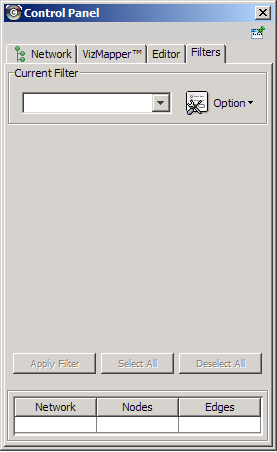 Control Panel
Network VizMapper™ Editor Filters
Current Filter
Option
Apply Filter Select All Deselect All
Network Nodes Edges